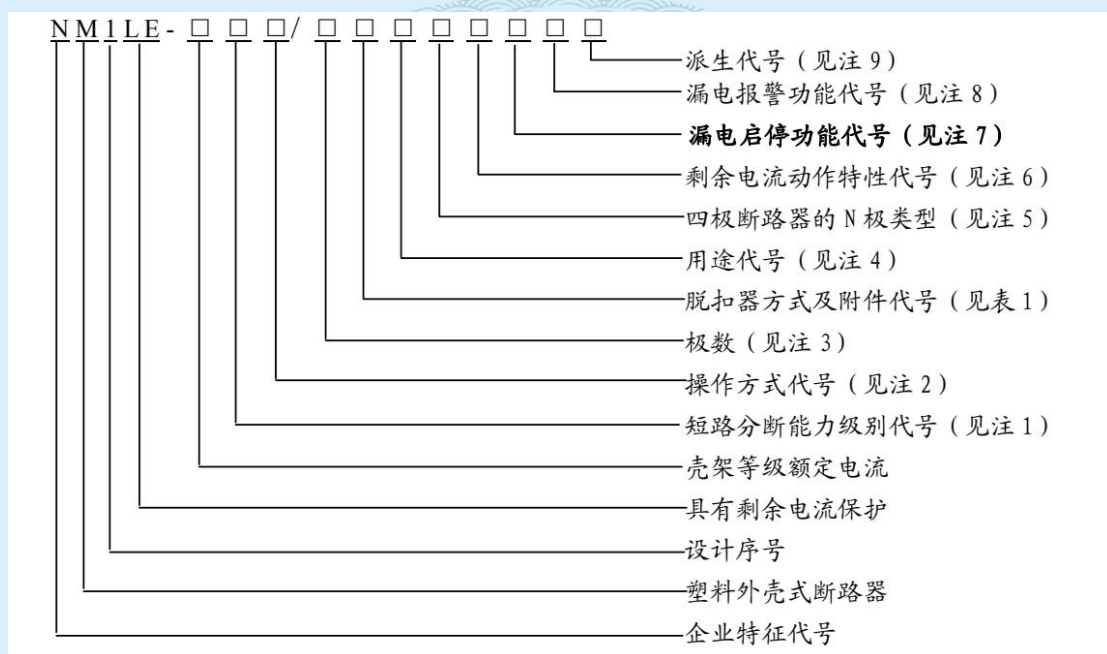 NM1LE-□□□/□□□□□□□□
派生代号（见注9）
漏电报警功能代号（见注8）
漏电启停功能代号（见注7）
剩余电流动作特性代号（见注6）
四极断路器的N极类型（见注5）
用途代号（见注4）
脱扣器方式及附件代号（见表1）
极数（见注3）
操作方式代号（见注2）
短路分断能力级别代号（见注1）
壳架等级额定电流
具有剩余电流保护
设计序号
塑料外壳式断路器
企业特征代号